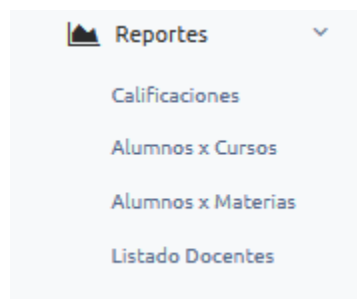 Reportes
Calificaciones
Alumnos x Cursos
Alumnos x Materias
Listado Docentes